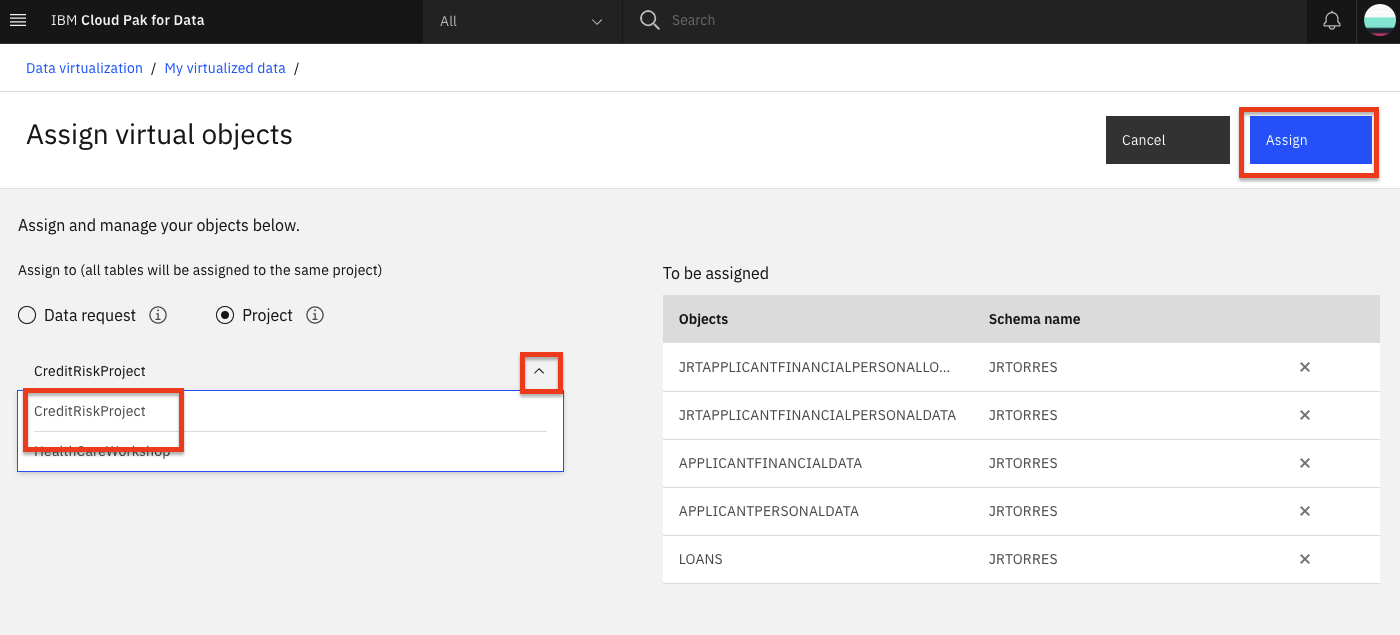 IBM Cloud Pak for Data All Search
Data virtualization / My virtualized data /
Assign virtual objects
Cancel
Assign
Assign and manage your objects below.
Assign to (all tables will be assigned to the same project)
Data request
Project
CreditRiskProject
CreditRiskProject
HealthCareWorkshop
To be assigned
Objects Schema name
JRTAPPLICANTFINANCIALPERSONALLO... JRTORRES
JRTAPPLICANTFINANCIALPERSONALDATA JRTORRES
APPLICANTFINANCIALDATA JRTORRES
APPLICANTPERSONALDATA JRTORRES
LOANS JRTORRES